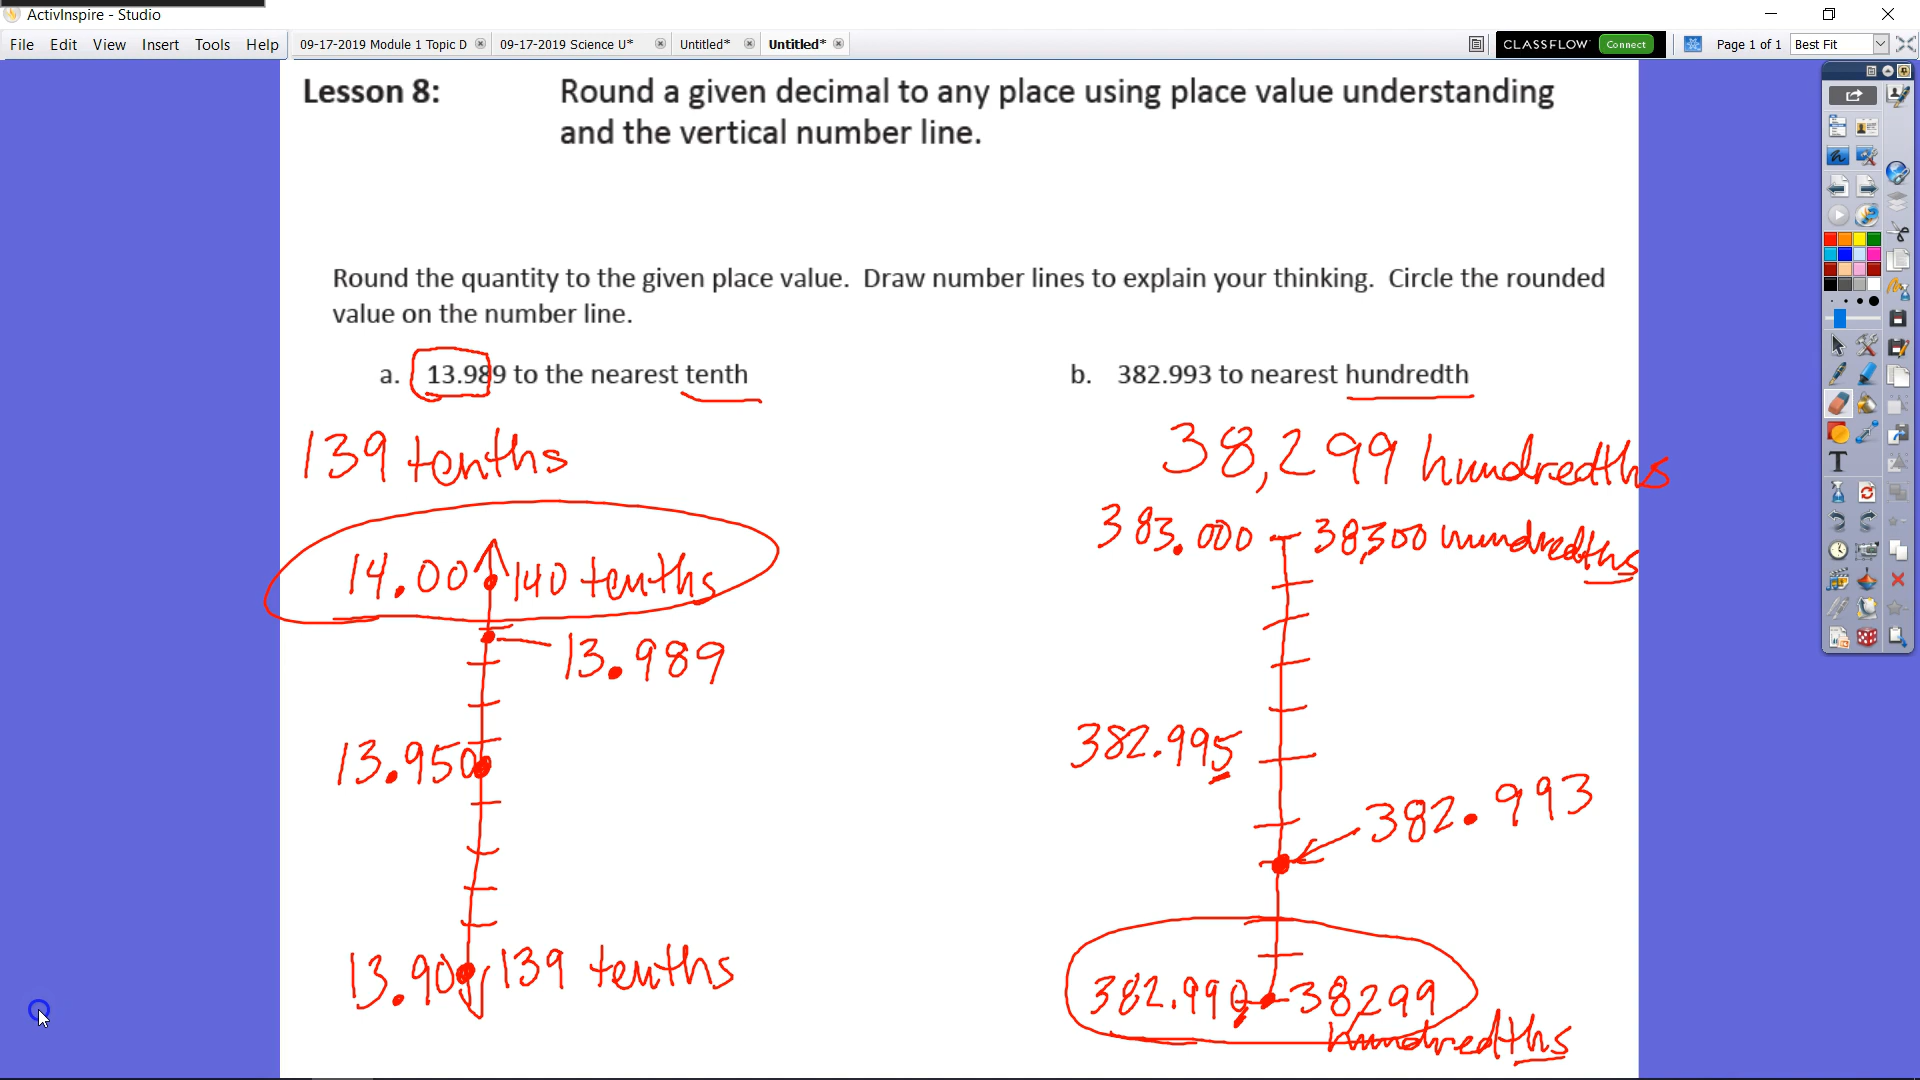 ActivInspire - Studio
File Edit View Insert Tools Help
09-17-2019 Module 1 Topic D
09-17-2019 Science U*
Untitled*
Untitled*
CLASSFLOW Connect
Page 1 of 1 Best Fit
Lesson 8: Round a given decimal to any place using place value understanding
and the vertical number line.
Round the quantity to the given place value. Draw number lines to explain your thinking. Circle the rounded
value on the number line.
a. 13.989 to the nearest tenth
139 tenths
14.00 140 tenths
13.989
13.950
13.90 139 tenths
b. 382.993 to nearest hundredth
38,299 hundredths
383.000 38,300 hundredths
382.995
382.993
382.990 38299
hundredths
T